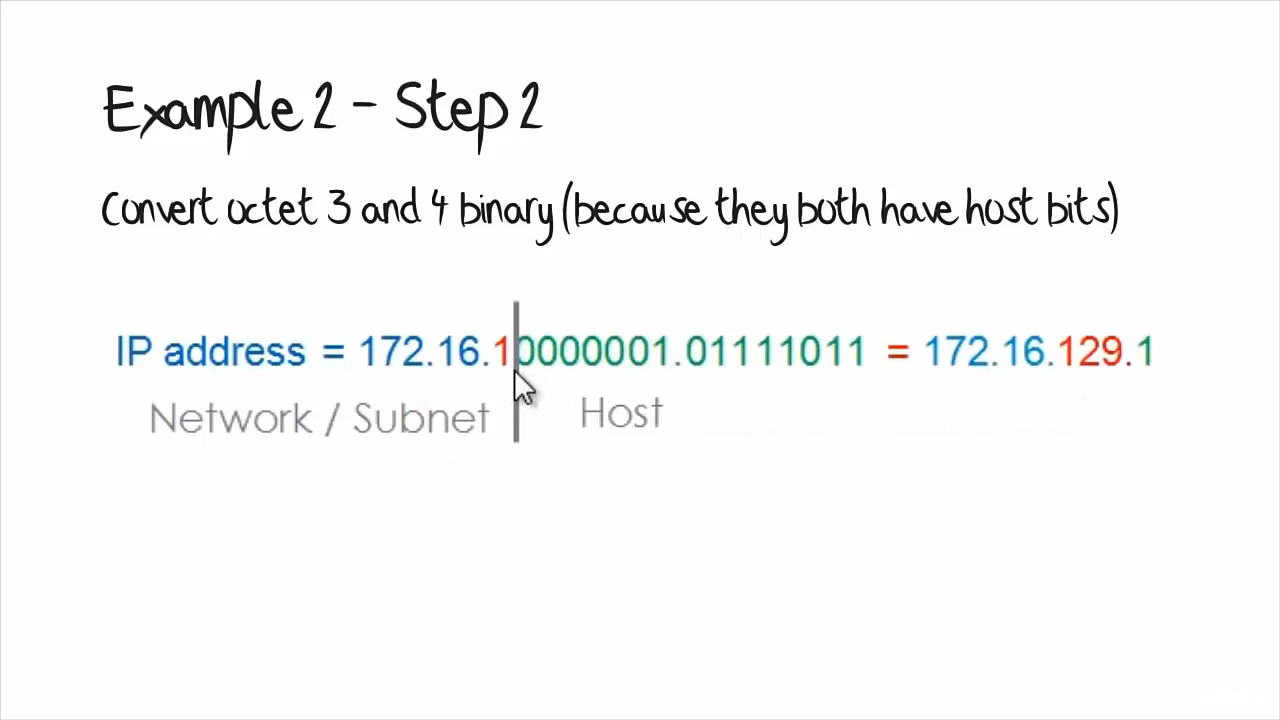 Example 2 - Step 2
Convert octet 3 and 4 binary (because they both have host bits)
IP address = 172.16.10000001.01111011 = 172.16.129.1
Network / Subnet Host